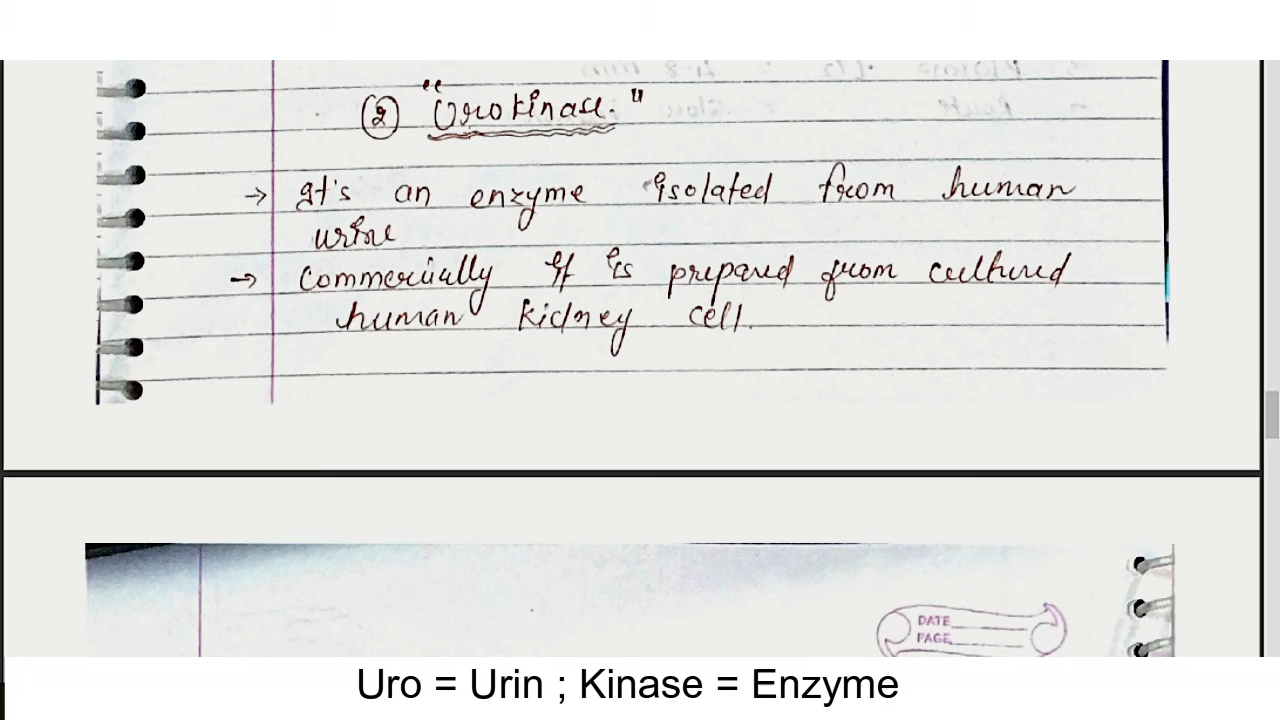 ② "Urokinase."
→ It's an enzyme isolated from human
urine
→ Commercially it is prepared from cultured
human kidney cell.
DATE
PAGE
Uro = Urin ; Kinase = Enzyme